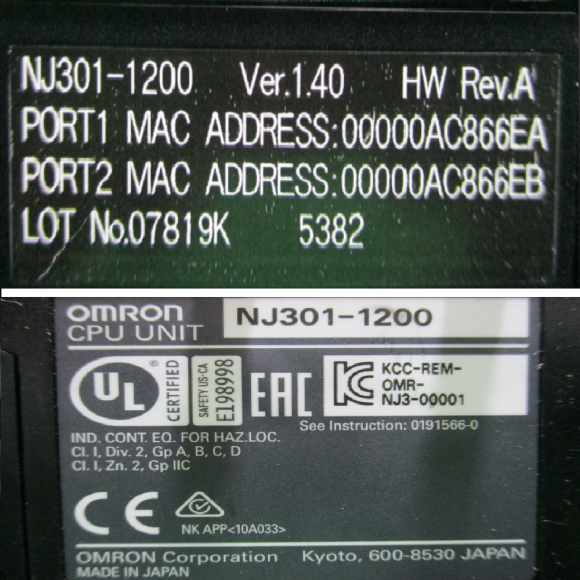 NJ301-1200 Ver.1.40 HW Rev.A
PORT1 MAC ADDRESS:00000AC866EA
PORT2 MAC ADDRESS:00000AC866EB
LOT No.07819K 5382
OMRON
CPU UNIT
NJ301-1200
UL
®
CERTIFIED
SAFETY US-CA
E198998
EAC
KCC-REM-
OMR-
NJ3-00001
See Instruction: 0191566-0
IND. CONT. EQ. FOR HAZ.LOC.
Cl. I, Div. 2, Gp A, B, C, D
Cl. I, Zn. 2, Gp IIC
CE
NK APP<10A033>
OMRON Corporation Kyoto, 600-8530 JAPAN
MADE IN JAPAN